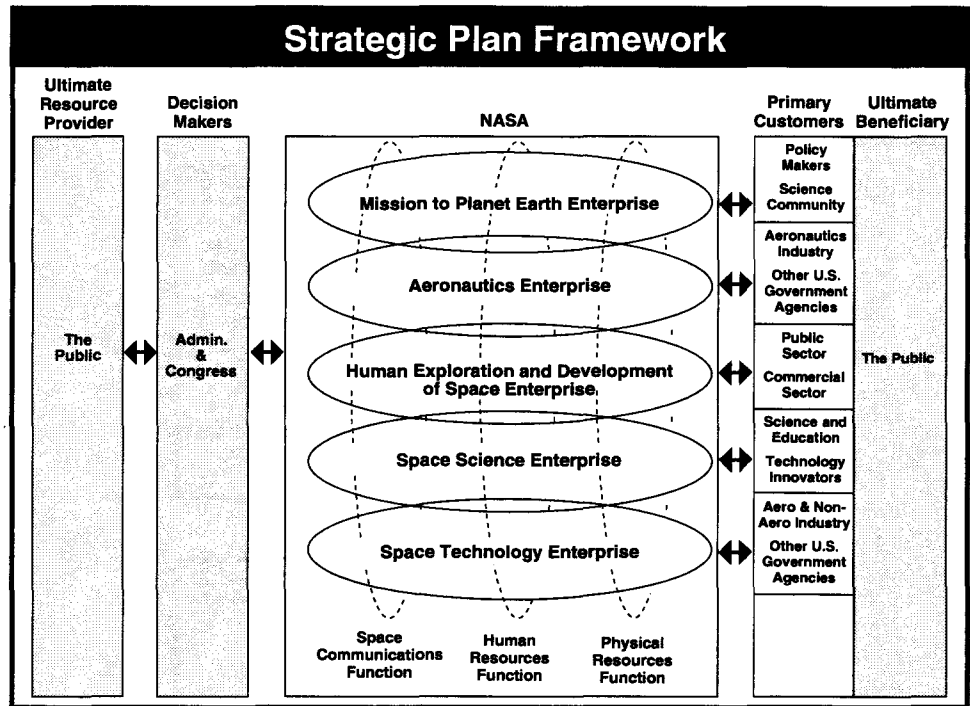 Strategic Plan Framework
Ultimate
Resource
Provider
Decision
Makers
NASA
Primary
Customers
Ultimate
Beneficiary
The
Public
Admin.
&
Congress
Mission to Planet Earth Enterprise
Aeronautics Enterprise
Human Exploration and Development
of Space Enterprise
Space Science Enterprise
Space Technology Enterprise
Space
Communications
Function
Human
Resources
Function
Physical
Resources
Function
Policy
Makers
Science
Community
Aeronautics
Industry
Other U.S.
Government
Agencies
Public
Sector
Commercial
Sector
Science and
Education
Technology
Innovators
Aero & Non-
Aero Industry
Other U.S.
Government
Agencies
The Public